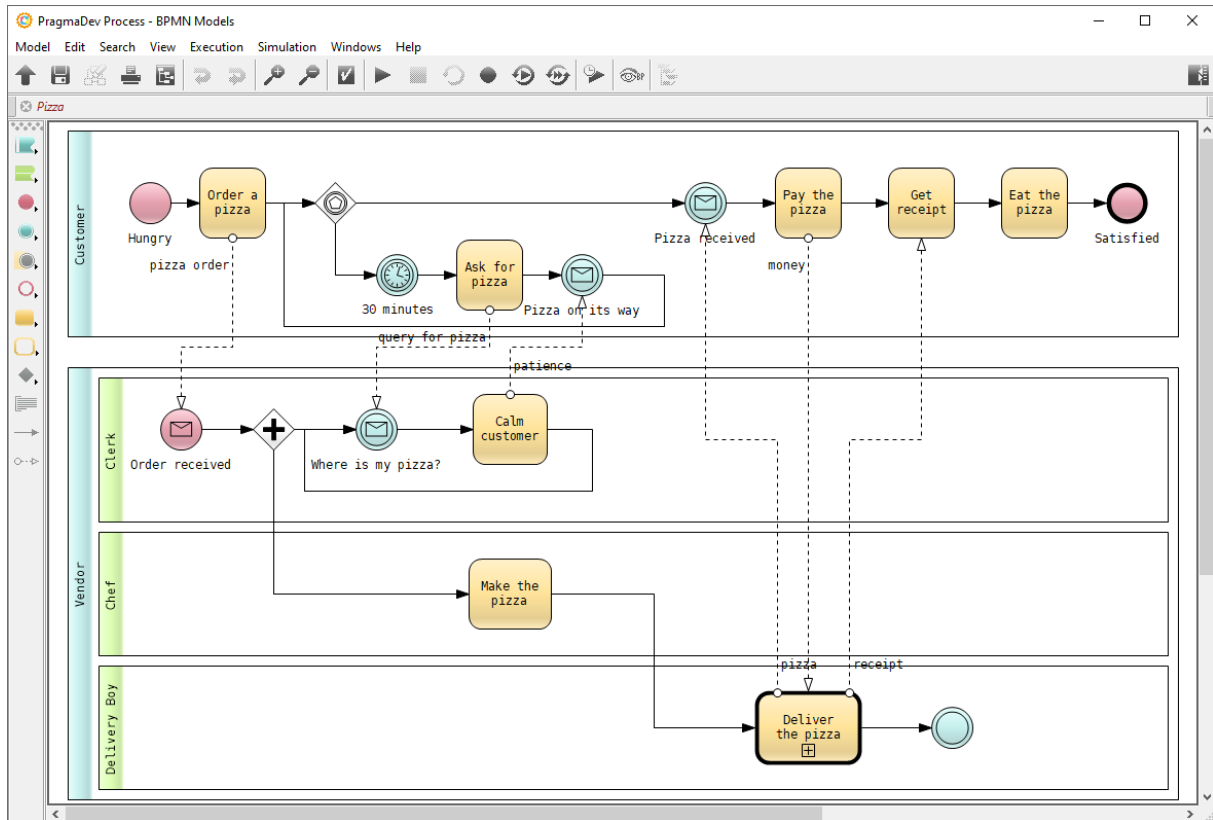 PragmaDev Process - BPMN Models
Model Edit Search View Execution Simulation Windows Help
BP
Pizza
Customer
Hungry
Order a
pizza
pizza order
30 minutes
Ask for
pizza
query for pizza
Pizza on its way
patience
Pizza received
Pay the
pizza
money
Get
receipt
Eat the
pizza
Satisfied
Vendor
Clerk
Order received
Where is my pizza?
Calm
customer
Chef
Make the
pizza
Delivery Boy
pizza
receipt
Deliver
the pizza